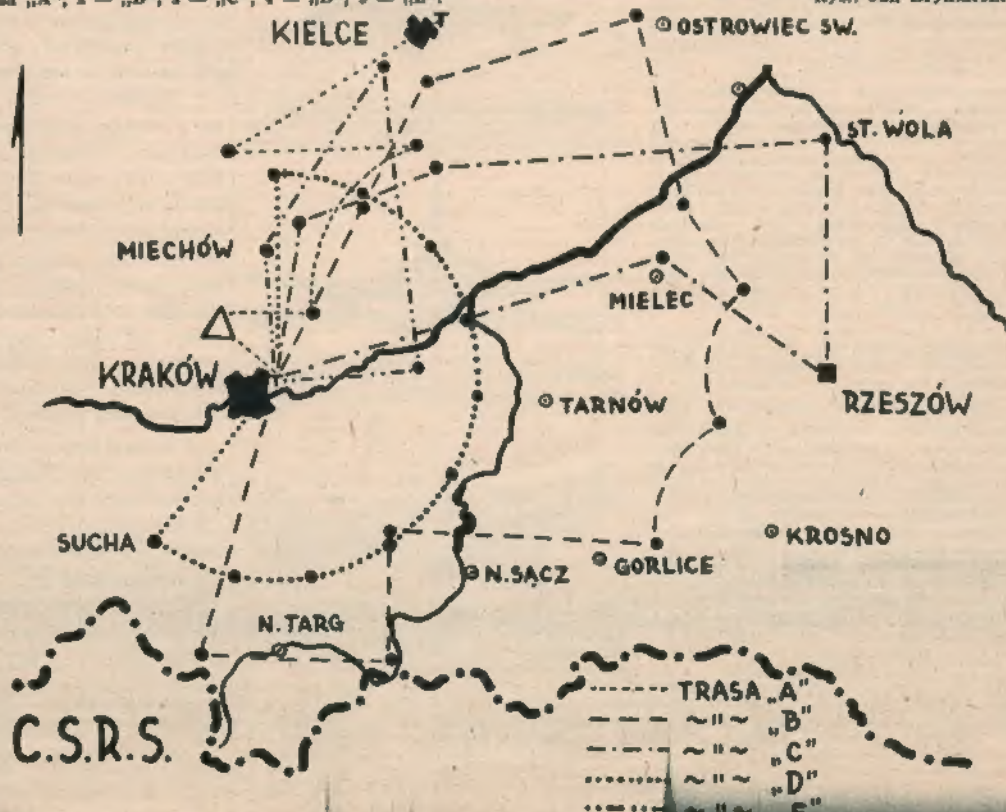 KIELCE
OSTROWIEC SW.
ST. WOLA
MIECHÓW
MIELEC
KRAKÓW
TARNÓW
RZESZÓW
SUCHA
N. SĄCZ
GORLICE
KROSNO
N. TARG
C.S.R.S.
TRASA „A"
~ " ~ „B"
~ " ~ „C"
~ " ~ „D"
~ " ~ „E"